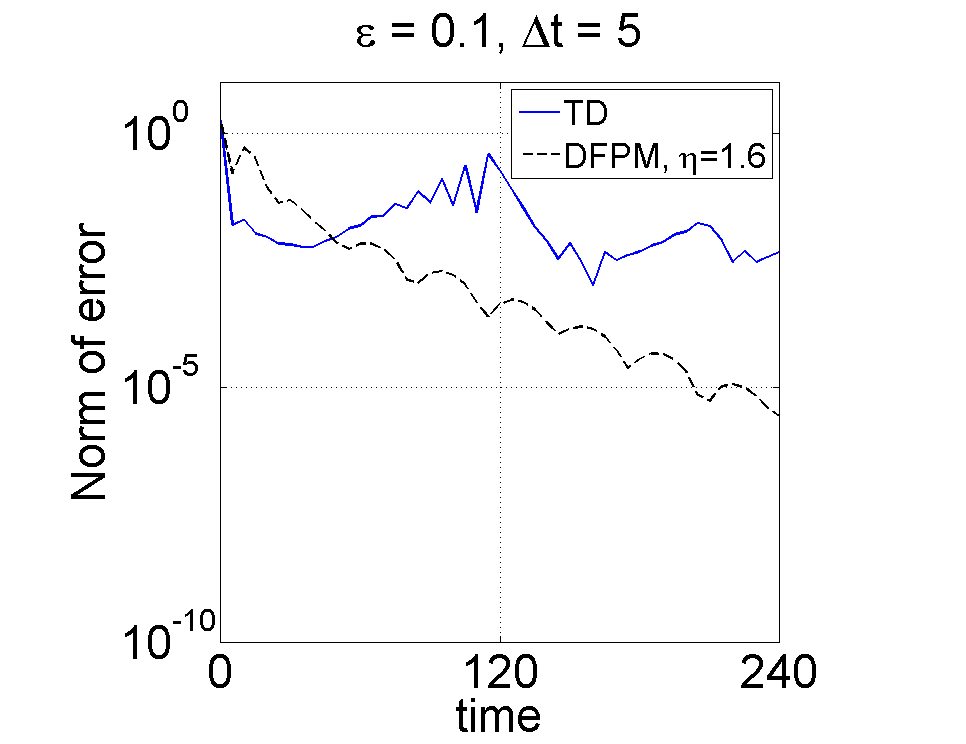 ε = 0.1, Δt = 5
TD
DFPM, η=1.6
10^0
10^-5
10^-10
Norm of error
0 120 240
time